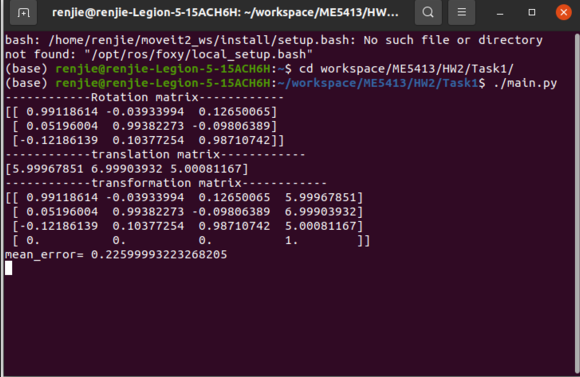 renjie@renjie-Legion-5-15ACH6H: ~/workspace/ME5413/HW...
bash: /home/renjie/moveit2_ws/install/setup.bash: No such file or directory
not found: "/opt/ros/foxy/local_setup.bash"
(base) renjie@renjie-Legion-5-15ACH6H:~$ cd workspace/ME5413/HW2/Task1/
(base) renjie@renjie-Legion-5-15ACH6H:~/workspace/ME5413/HW2/Task1$ ./main.py
------------Rotation matrix------------
[[ 0.99118614 -0.03933994  0.12650065]
 [ 0.05196004  0.99382273 -0.09806389]
 [-0.12186139  0.10377254  0.98710742]]
------------translation matrix------------
[5.99967851 6.99903932 5.00081167]
------------transformation matrix------------
[[ 0.99118614 -0.03933994  0.12650065  5.99967851]
 [ 0.05196004  0.99382273 -0.09806389  6.99903932]
 [-0.12186139  0.10377254  0.98710742  5.00081167]
 [ 0.          0.          0.          1.        ]]
mean_error= 0.22599993223268205